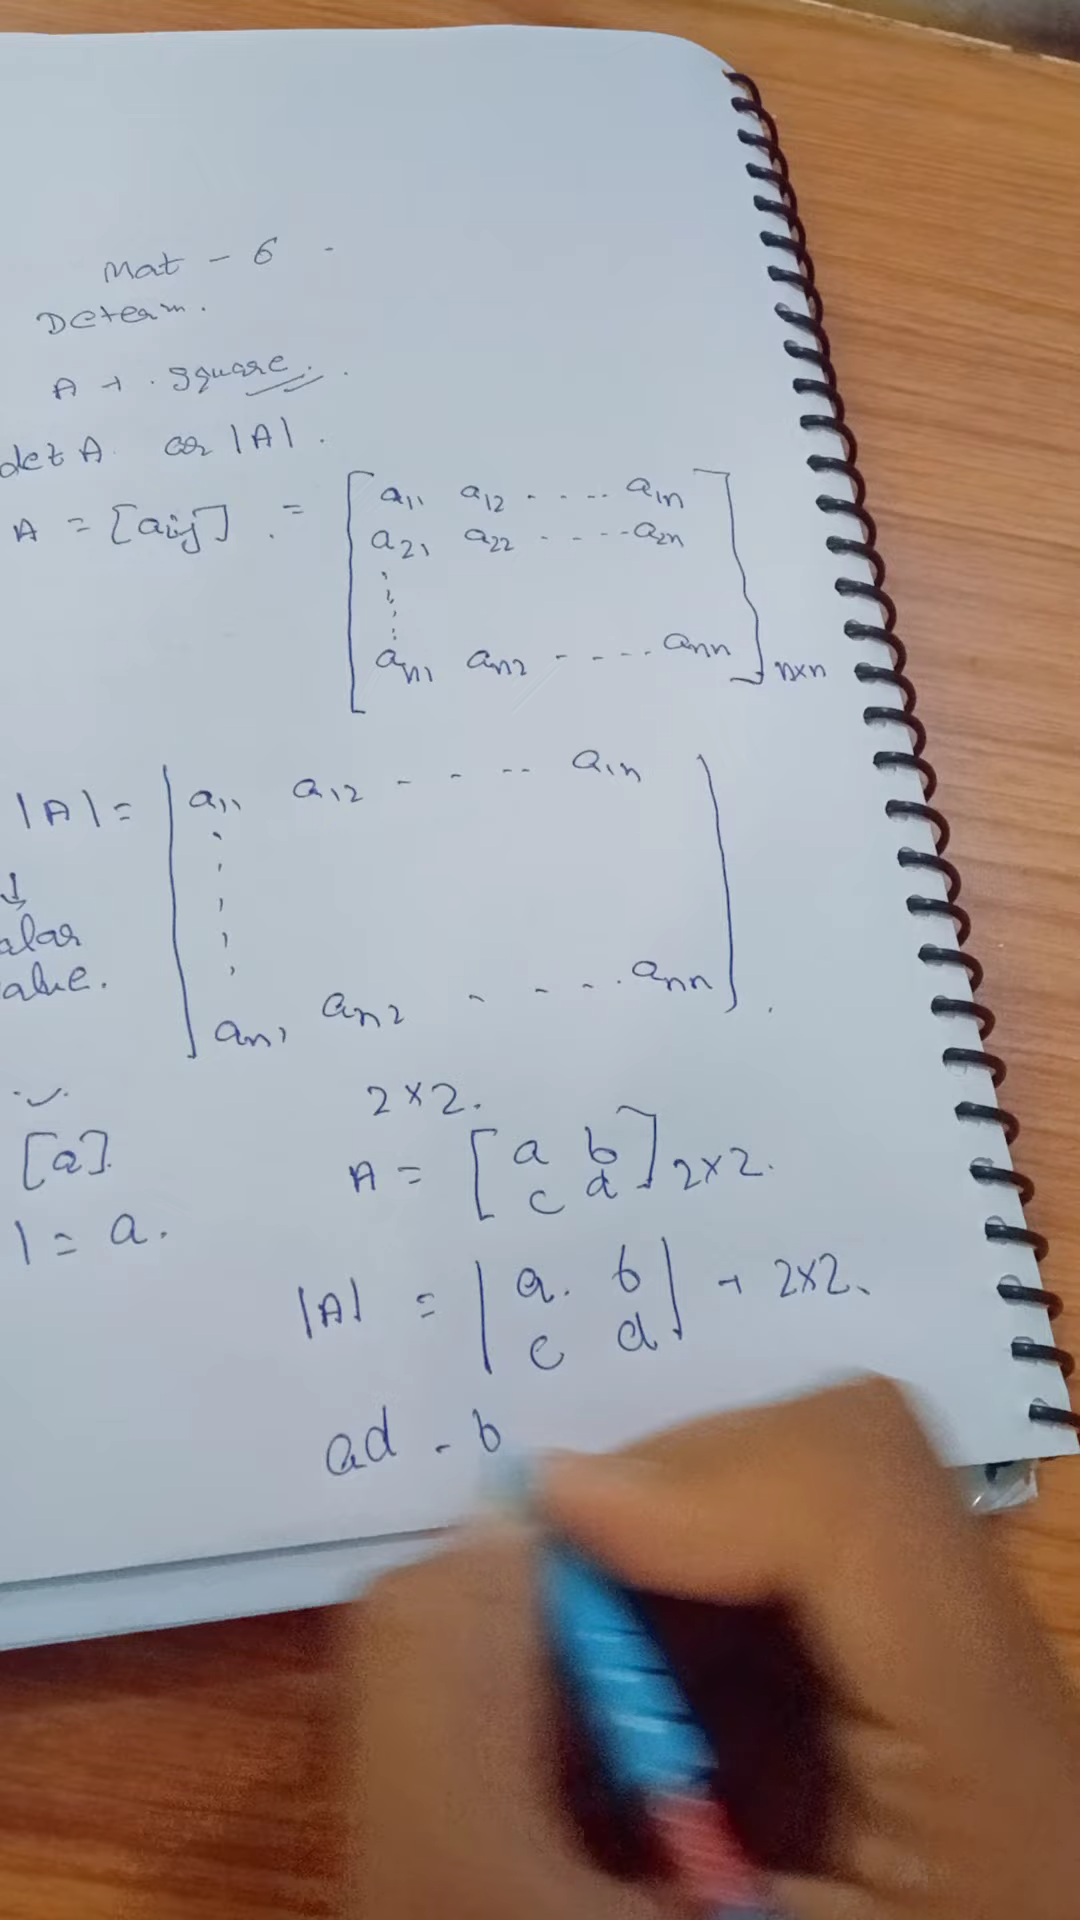 Mat - 6 -
Determ.
A → . square.
det A. or |A|.
A = [aij] . = [ a11 a12 ---- a1n
a21 a22 ----- a2n
an1 an2 ----- ann ] n×n
|A| = | a11 a12 - - -- a1n
↓
alar
alue.
an1 an2 - - ... ann | .
2×2.
[a].
A = [ a b
c d ] 2×2.
| = a.
|A| = | a. b
c d | → 2×2.
ad - b